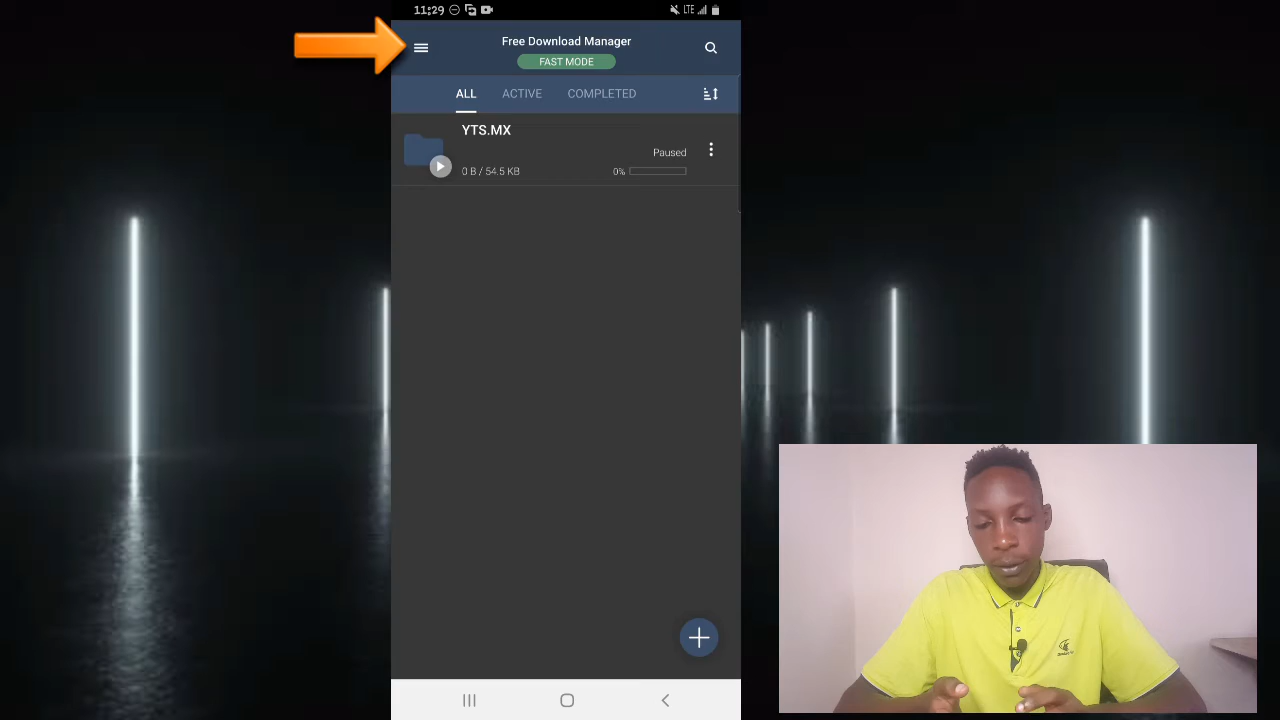 11:29
LTE
Free Download Manager
FAST MODE
ALL ACTIVE COMPLETED
YTS.MX
Paused
0 B / 54.5 KB 0%